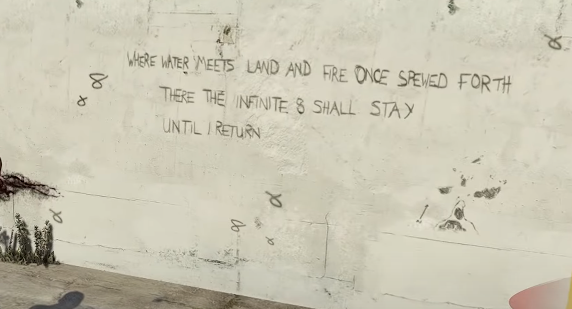 WHERE WATER MEETS LAND AND FIRE ONCE SPEWED FORTH
THERE THE INFINITE 8 SHALL STAY
UNTIL I RETURN